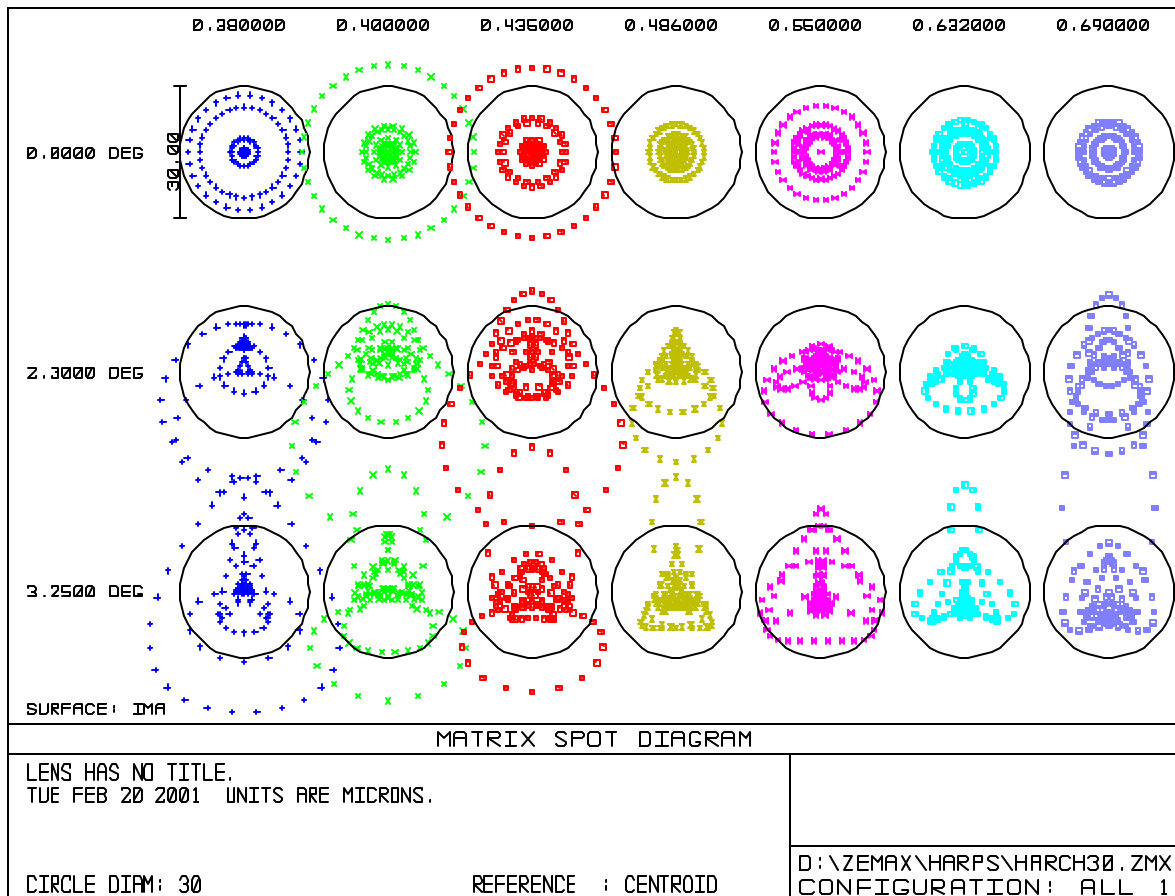 0.380000 0.400000 0.435000 0.486000 0.550000 0.632000 0.690000
30.00
0.0000 DEG
2.3000 DEG
3.2500 DEG
SURFACE: IMA
MATRIX SPOT DIAGRAM
LENS HAS NO TITLE.
TUE FEB 20 2001 UNITS ARE MICRONS.
CIRCLE DIAM: 30 REFERENCE : CENTROID
D:\ZEMAX\HARPS\HARCH30.ZMX
CONFIGURATION: ALL 1